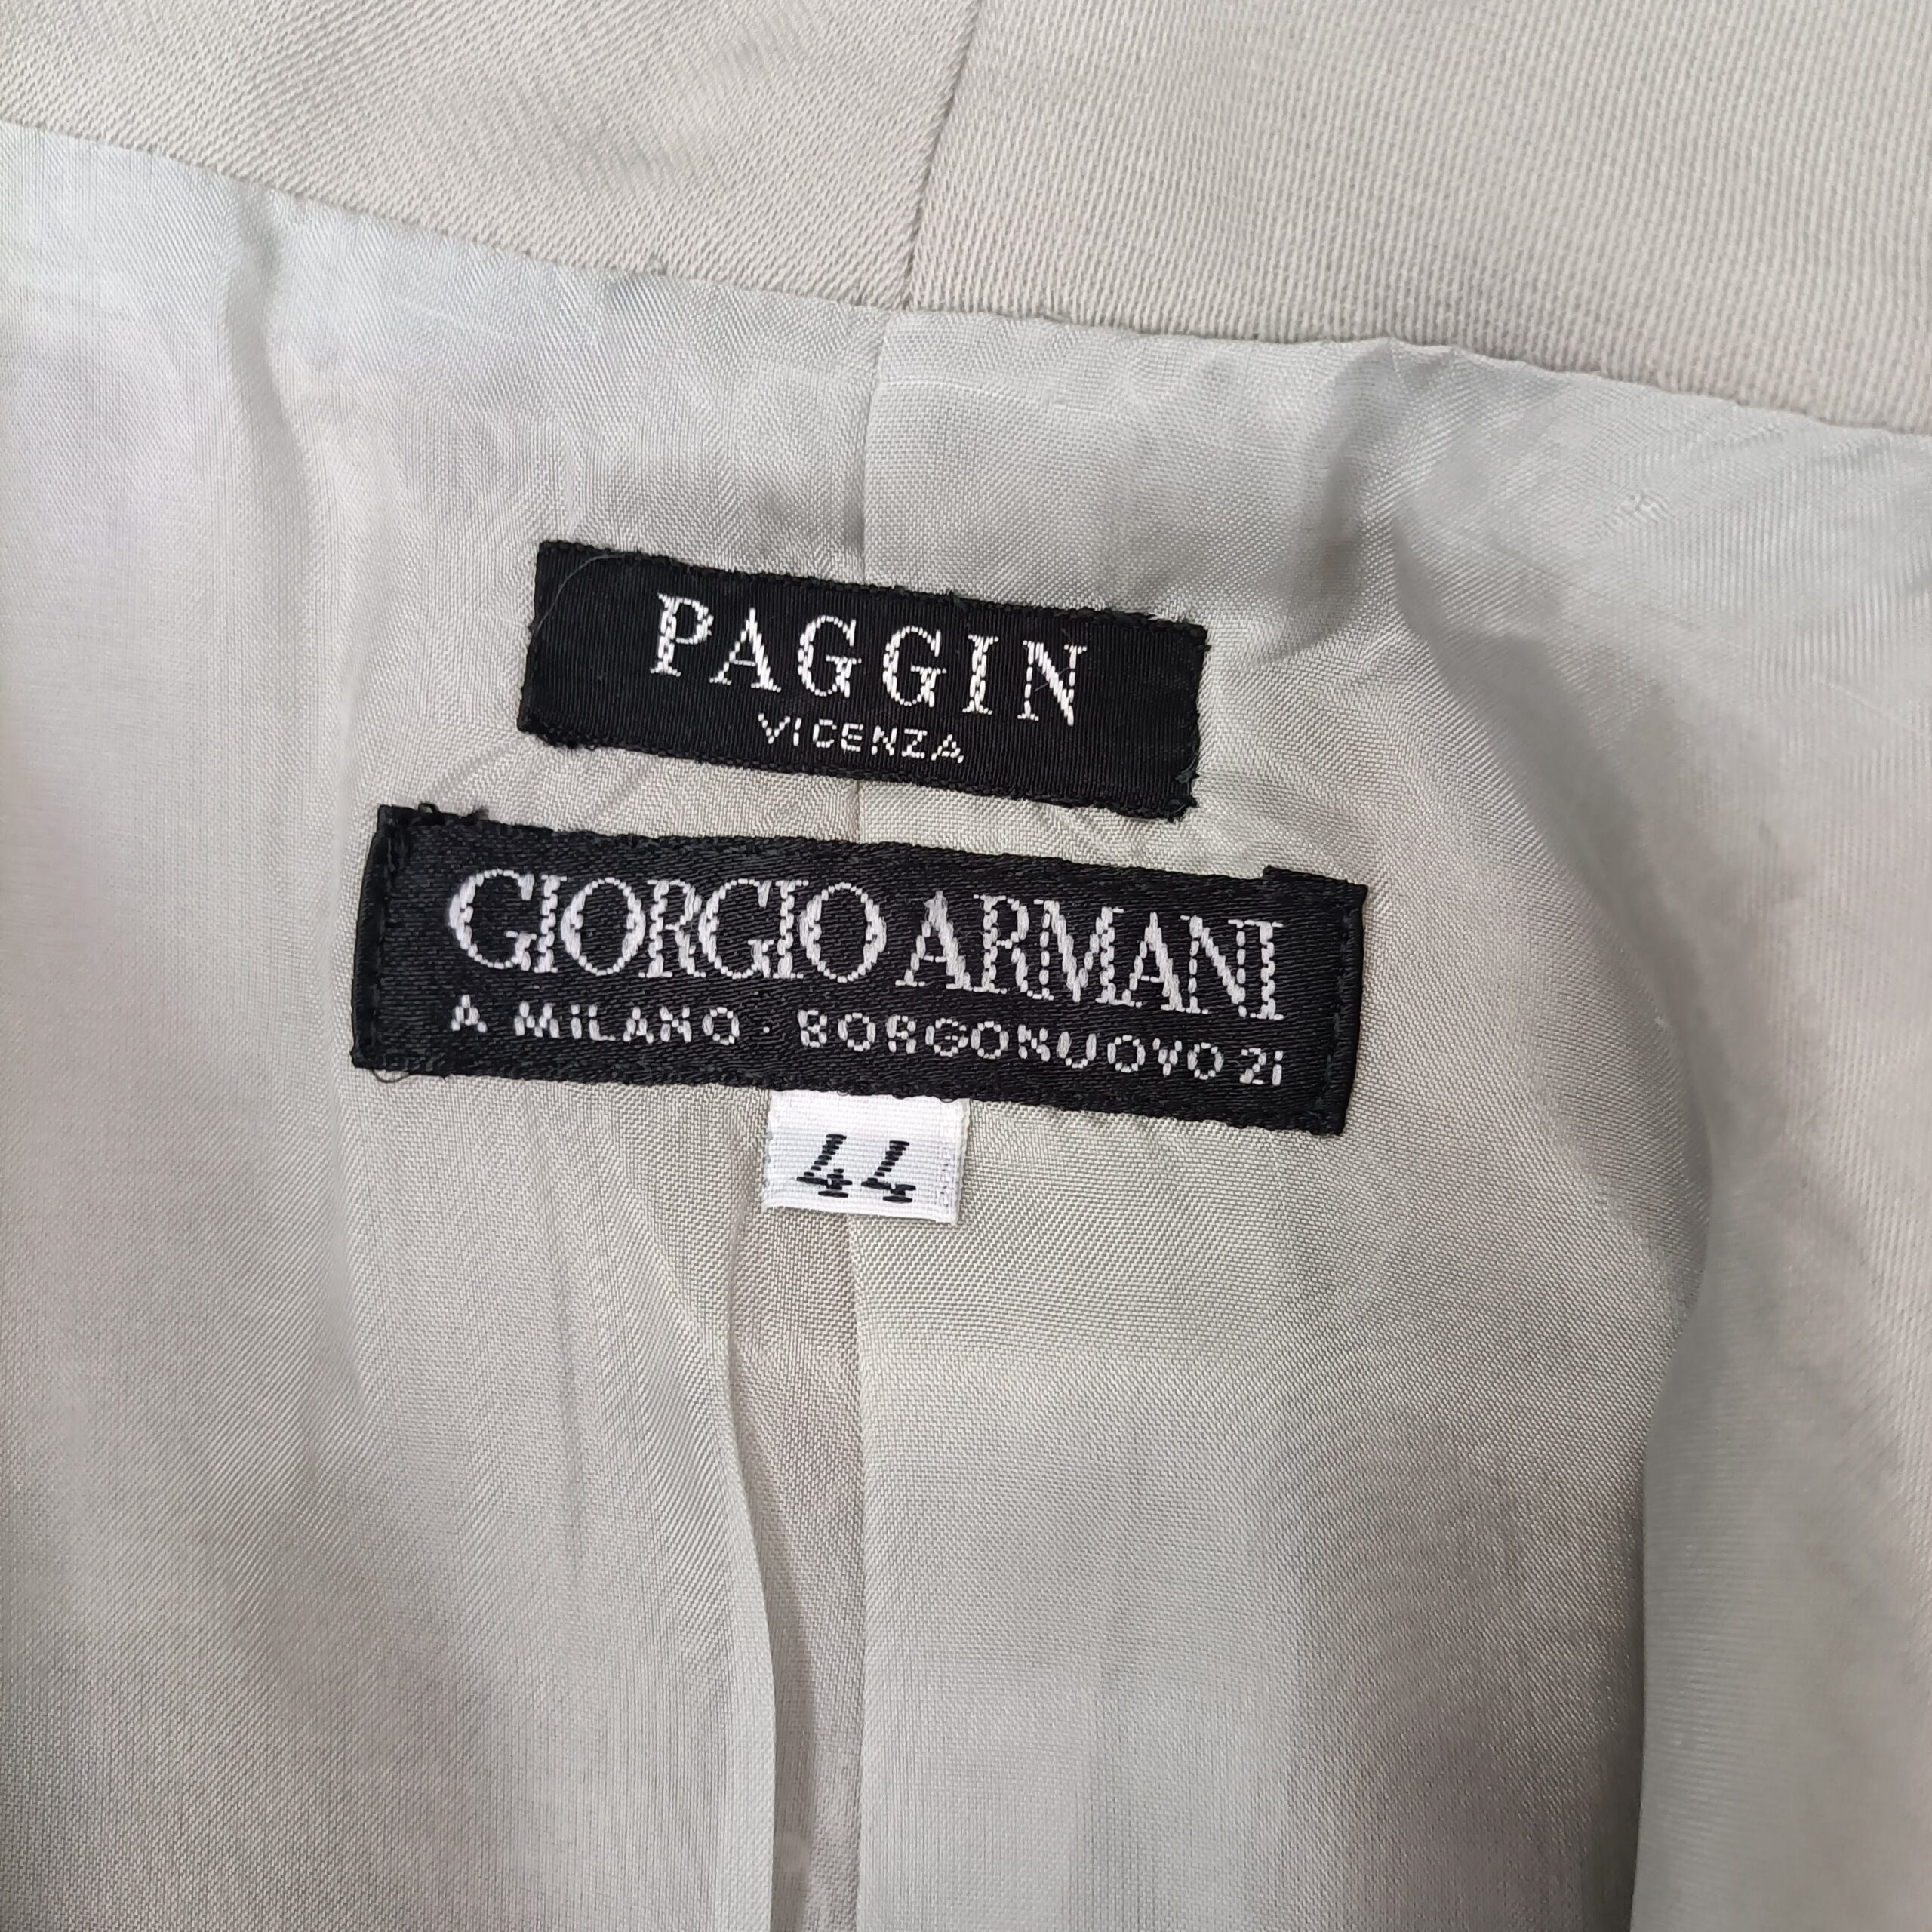 PAGGIN
VICENZA
GIORGIO ARMANI
A MILANO · BORGONUOVO 21
44